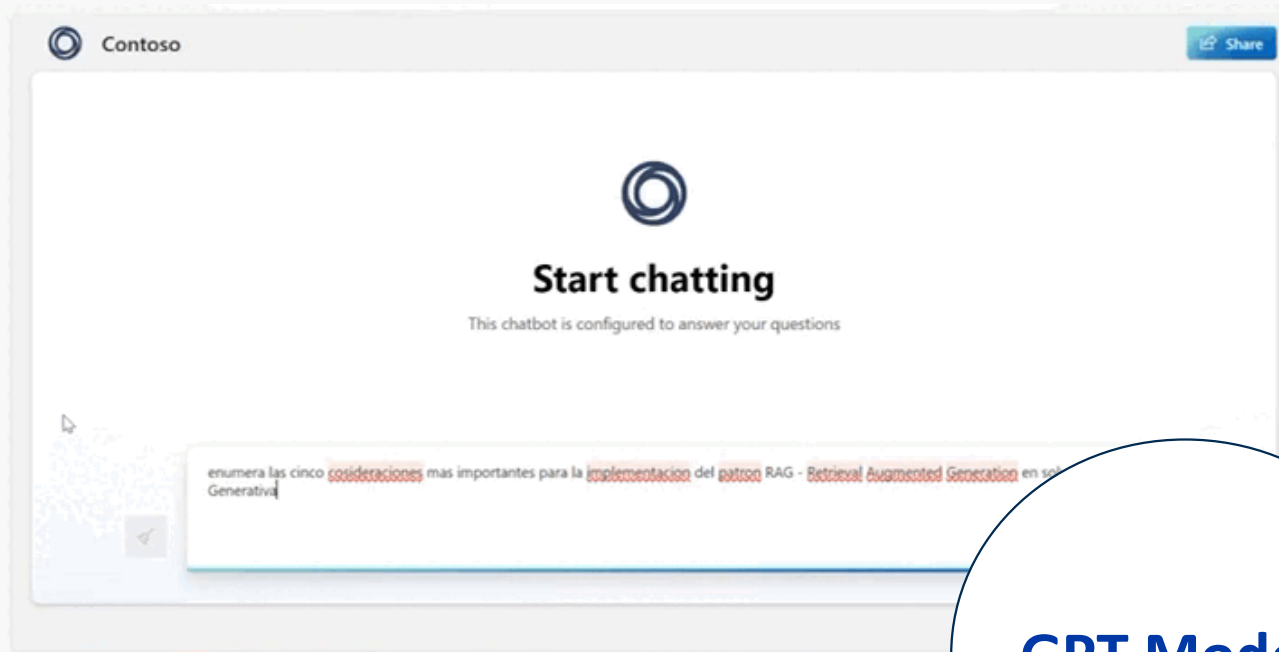 Contoso
Share
Start chatting
This chatbot is configured to answer your questions
enumera las cinco cosideraciones mas importantes para la implementacion del patron RAG - Retrieval Augmented Generation en
Generativa
GPT